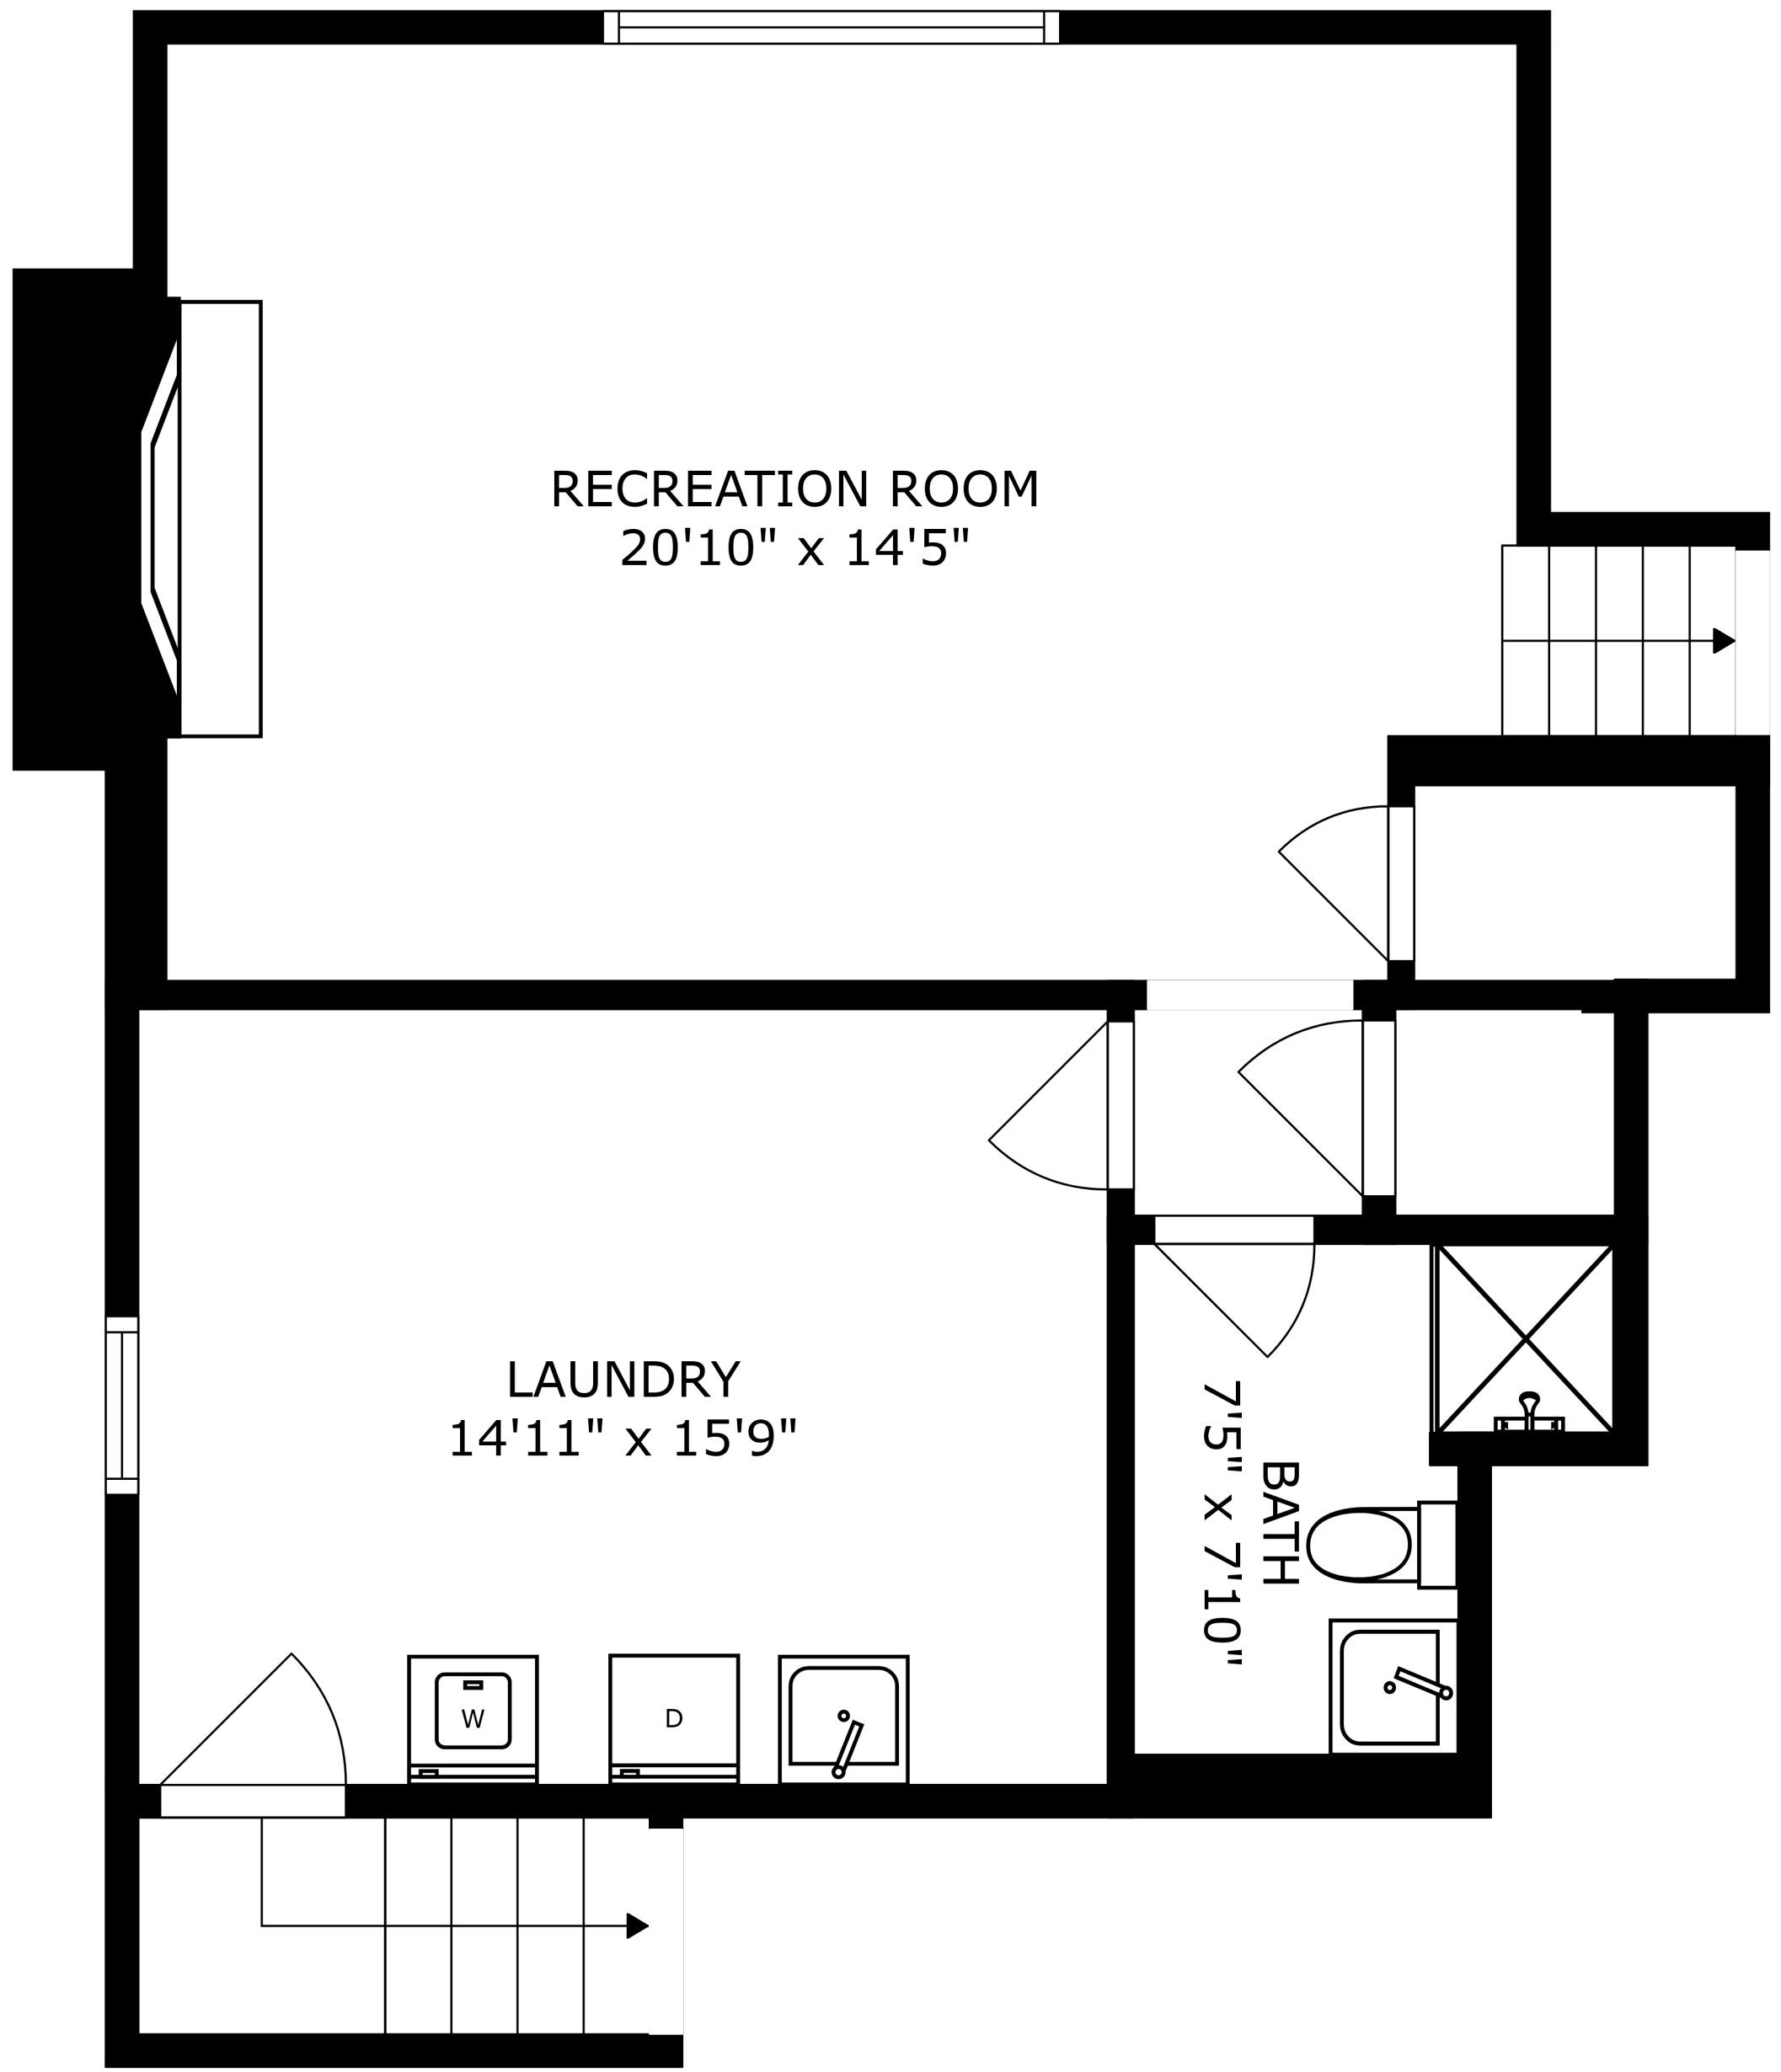 RECREATION ROOM
20'10" x 14'5"
LAUNDRY
14'11" x 15'9"
BATH
7'5" x 7'10"
W
D